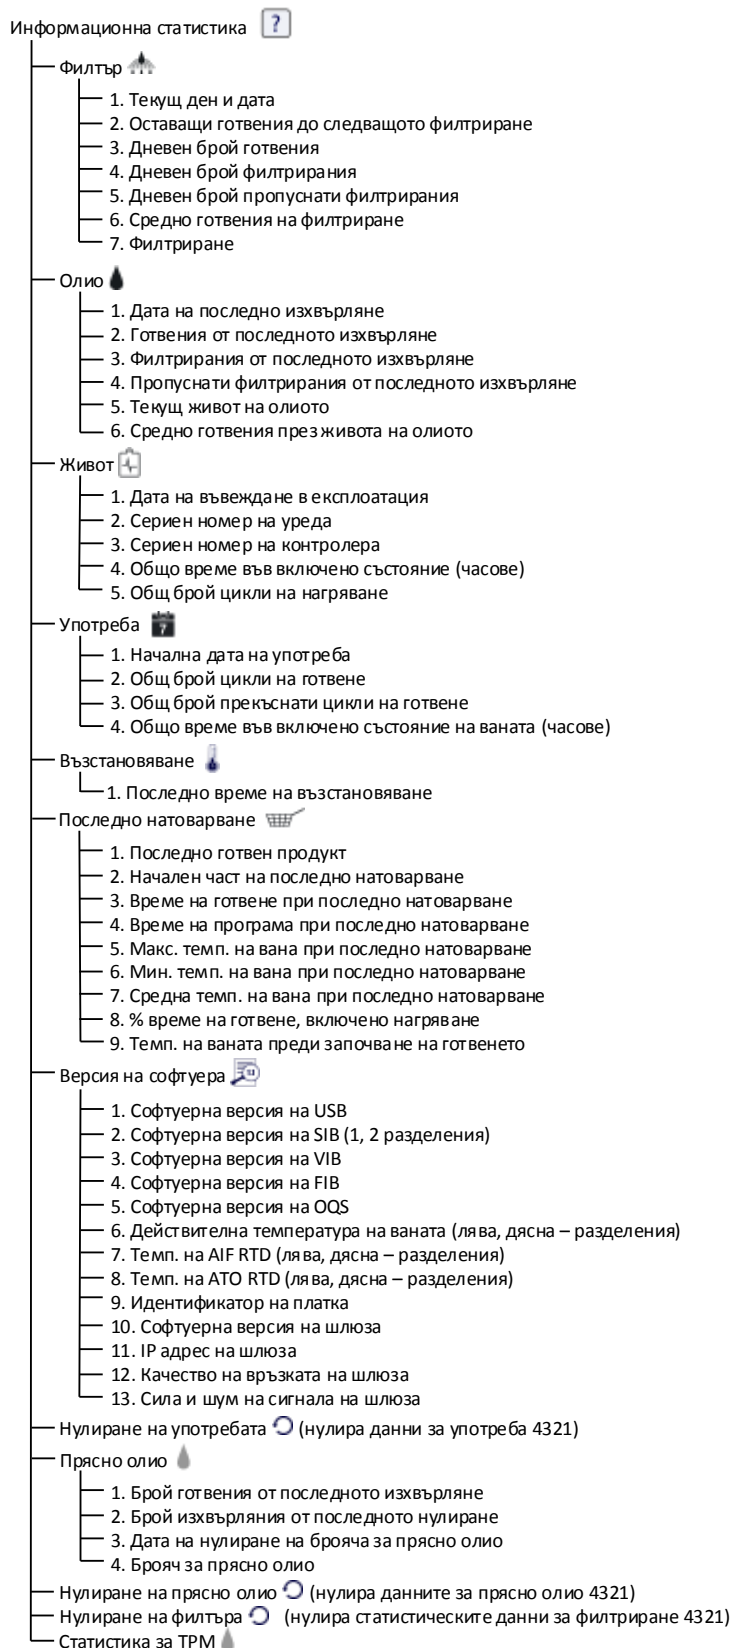 Информационна статистика ?
Филтър
1. Текущ ден и дата
2. Оставащи готвения до следващото филтриране
3. Дневен брой готвения
4. Дневен брой филтрирания
5. Дневен брой пропуснати филтрирания
6. Средно готвения на филтриране
7. Филтриране
Олио
1. Дата на последно изхвърляне
2. Готвения от последното изхвърляне
3. Филтрирания от последното изхвърляне
4. Пропуснати филтрирания от последното изхвърляне
5. Текущ живот на олиото
6. Средно готвения през живота на олиото
Живот
1. Дата на въвеждане в експлоатация
2. Сериен номер на уреда
3. Сериен номер на контролера
4. Общо време във включено състояние (часове)
5. Общ брой цикли на нагряване
Употреба ?
1. Начална дата на употреба
2. Общ брой цикли на готвене
3. Общ брой прекъснати цикли на готвене
4. Общо време във включено състояние на ваната (часове)
Възстановяване
1. Последно време на възстановяване
Последно натоварване
1. Последно готвен продукт
2. Начален част на последно натоварване
3. Време на готвене при последно натоварване
4. Време на програма при последно натоварване
5. Макс. темп. на вана при последно натоварване
6. Мин. темп. на вана при последно натоварване
7. Средна темп. на вана при последно натоварване
8. % време на готвене, включено нагряване
9. Темп. на ваната преди започване на готвенето
Версия на софтуера
1. Софтуерна версия на USB
2. Софтуерна версия на SIB (1, 2 разделения)
3. Софтуерна версия на VIB
4. Софтуерна версия на FIB
5. Софтуерна версия на OQS
6. Действителна температура на ваната (лява, дясна – разделения)
7. Темп. на AIF RTD (лява, дясна – разделения)
8. Темп. на ATO RTD (лява, дясна – разделения)
9. Идентификатор на платка
10. Софтуерна версия на шлюза
11. IP адрес на шлюза
12. Качество на връзката на шлюза
13. Сила и шум на сигнала на шлюза
Нулиране на употребата (нулира данни за употреба 4321)
Прясно олио
1. Брой готвения от последното изхвърляне
2. Брой изхвърляния от последното нулиране
3. Дата на нулиране на брояча за прясно олио
4. Брояч за прясно олио
Нулиране на прясно олио (нулира данните за прясно олио 4321)
Нулиране на филтъра (нулира статистическите данни за филтриране 4321)
Статистика за TPM